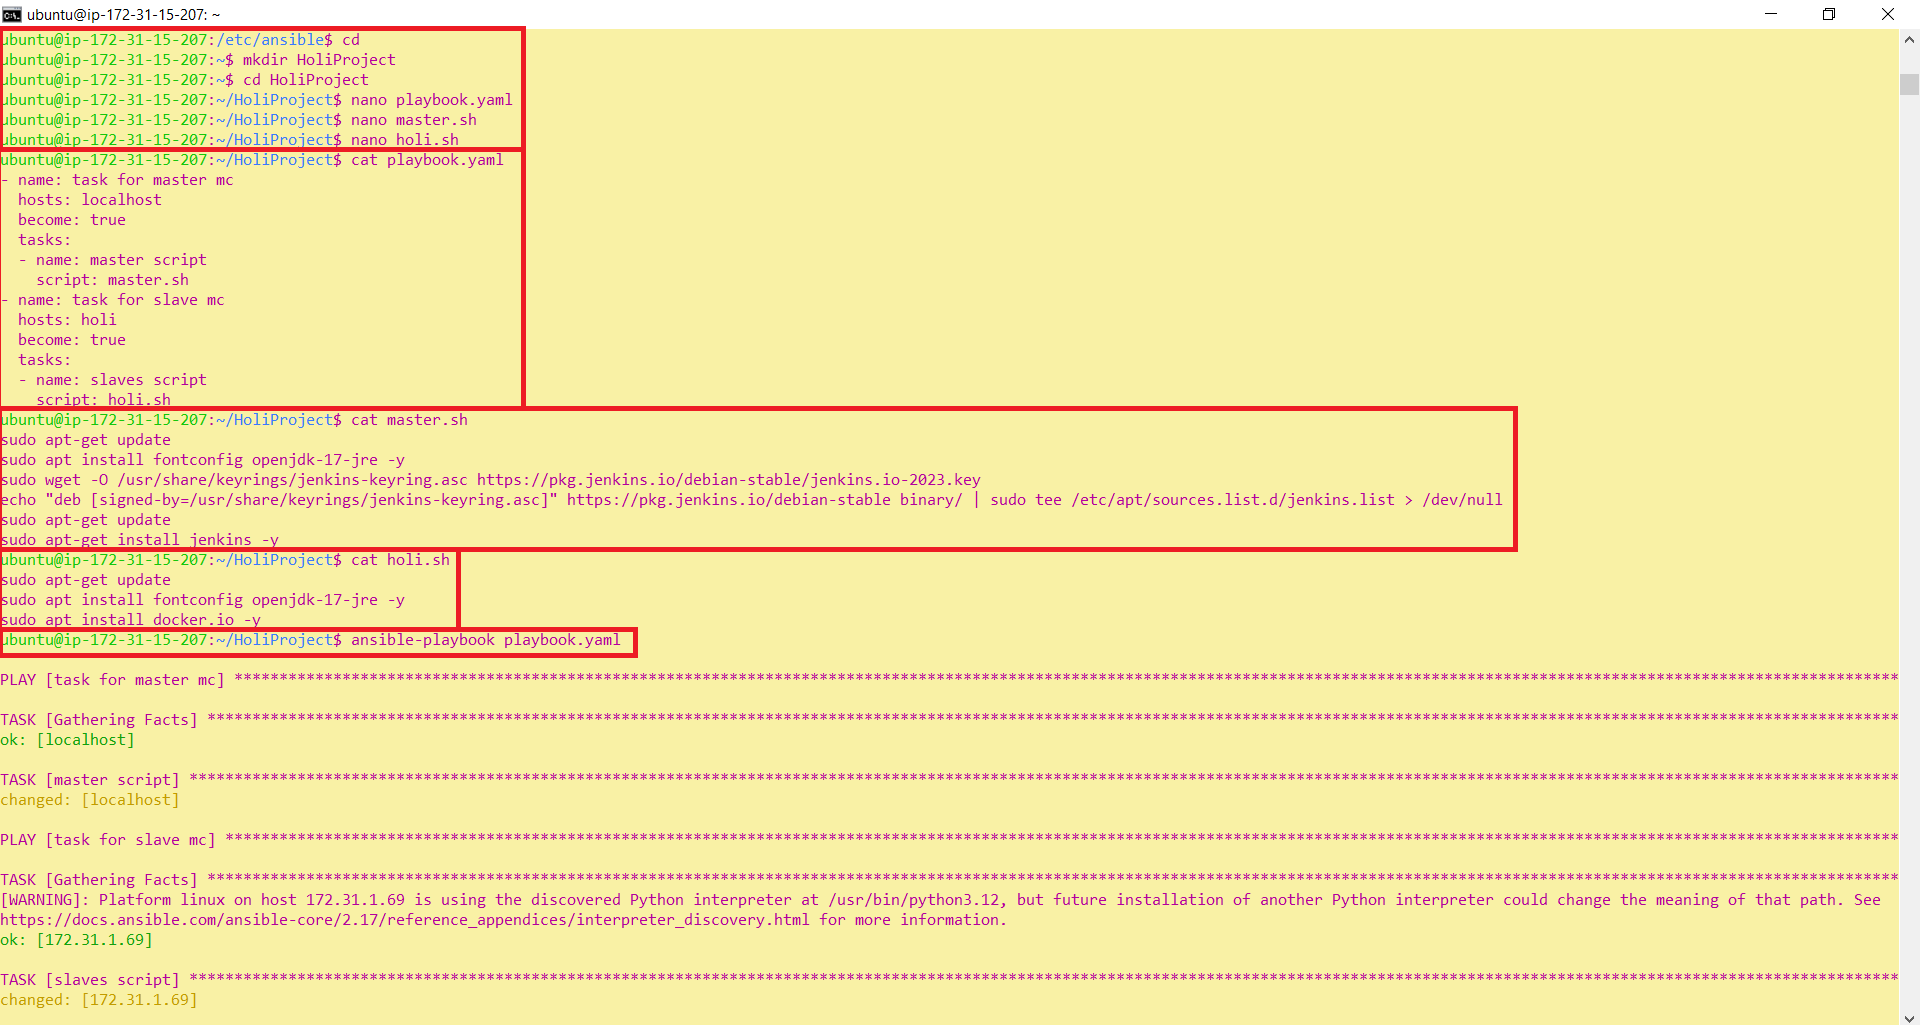 ubuntu@ip-172-31-15-207: ~
ubuntu@ip-172-31-15-207:/etc/ansible$ cd
ubuntu@ip-172-31-15-207:~$ mkdir HoliProject
ubuntu@ip-172-31-15-207:~$ cd HoliProject
ubuntu@ip-172-31-15-207:~/HoliProject$ nano playbook.yaml
ubuntu@ip-172-31-15-207:~/HoliProject$ nano master.sh
ubuntu@ip-172-31-15-207:~/HoliProject$ nano holi.sh
ubuntu@ip-172-31-15-207:~/HoliProject$ cat playbook.yaml
- name: task for master mc
  hosts: localhost
  become: true
  tasks:
  - name: master script
    script: master.sh
- name: task for slave mc
  hosts: holi
  become: true
  tasks:
  - name: slaves script
    script: holi.sh
ubuntu@ip-172-31-15-207:~/HoliProject$ cat master.sh
sudo apt-get update
sudo apt install fontconfig openjdk-17-jre -y
sudo wget -O /usr/share/keyrings/jenkins-keyring.asc https://pkg.jenkins.io/debian-stable/jenkins.io-2023.key
echo "deb [signed-by=/usr/share/keyrings/jenkins-keyring.asc]" https://pkg.jenkins.io/debian-stable binary/ | sudo tee /etc/apt/sources.list.d/jenkins.list > /dev/null
sudo apt-get update
sudo apt-get install jenkins -y
ubuntu@ip-172-31-15-207:~/HoliProject$ cat holi.sh
sudo apt-get update
sudo apt install fontconfig openjdk-17-jre -y
sudo apt install docker.io -y
ubuntu@ip-172-31-15-207:~/HoliProject$ ansible-playbook playbook.yaml
PLAY [task for master mc] *****************************************************************************************************************************************************************************************
TASK [Gathering Facts] ********************************************************************************************************************************************************************************************
ok: [localhost]
TASK [master script] **********************************************************************************************************************************************************************************************
changed: [localhost]
PLAY [task for slave mc] ******************************************************************************************************************************************************************************************
TASK [Gathering Facts] ********************************************************************************************************************************************************************************************
[WARNING]: Platform linux on host 172.31.1.69 is using the discovered Python interpreter at /usr/bin/python3.12, but future installation of another Python interpreter could change the meaning of that path. See
https://docs.ansible.com/ansible-core/2.17/reference_appendices/interpreter_discovery.html for more information.
ok: [172.31.1.69]
TASK [slaves script] **********************************************************************************************************************************************************************************************
changed: [172.31.1.69]